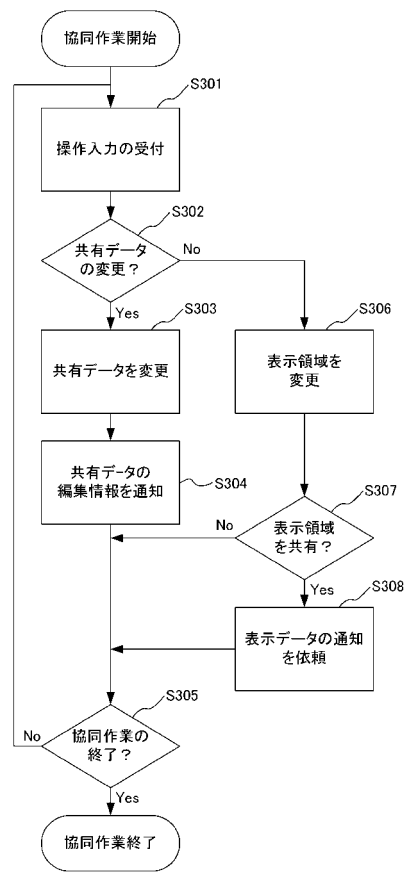 協同作業開始
S301
操作入力の受付
S302
共有データ
の変更？
No
Yes
S303
共有データを変更
S306
表示領域を
変更
共有データの
編集情報を通知
S304
S307
表示領域
を共有？
No
Yes
S308
表示データの通知
を依頼
S305
協同作業の
終了？
No
Yes
協同作業終了